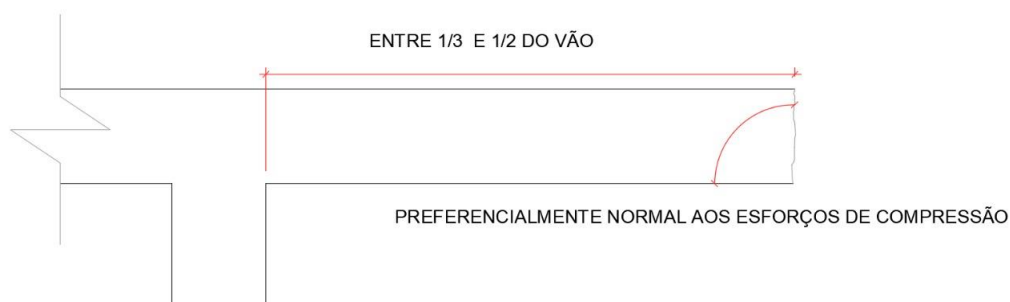 ENTRE 1/3 E 1/2 DO VÃO
PREFERENCIALMENTE NORMAL AOS ESFORÇOS DE COMPRESSÃO